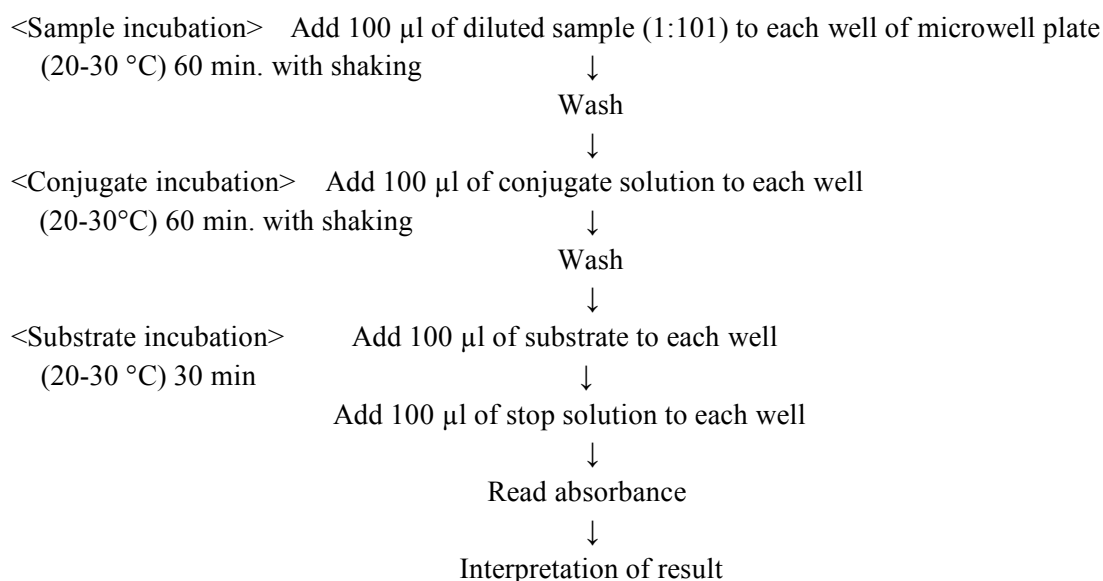 <Sample incubation> Add 100 µl of diluted sample (1:101) to each well of microwell plate
(20-30 °C) 60 min. with shaking ↓
Wash
↓
<Conjugate incubation> Add 100 µl of conjugate solution to each well
(20-30°C) 60 min. with shaking ↓
Wash
↓
<Substrate incubation> Add 100 µl of substrate to each well
(20-30 °C) 30 min ↓
Add 100 µl of stop solution to each well
↓
Read absorbance
↓
Interpretation of result